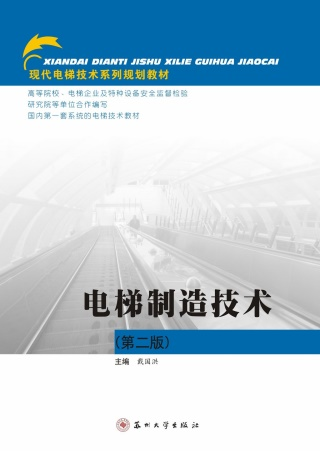 XIANDAI DIANTI JISHU XILIE GUIHUA JIAOCAI
现代电梯技术系列规划教材
高等院校、电梯企业及特种设备安全监督检验
研究院等单位合作编写
国内第一套系统的电梯技术教材
电梯制造技术
(第二版)
主编 戴国洪
苏州大学出版社